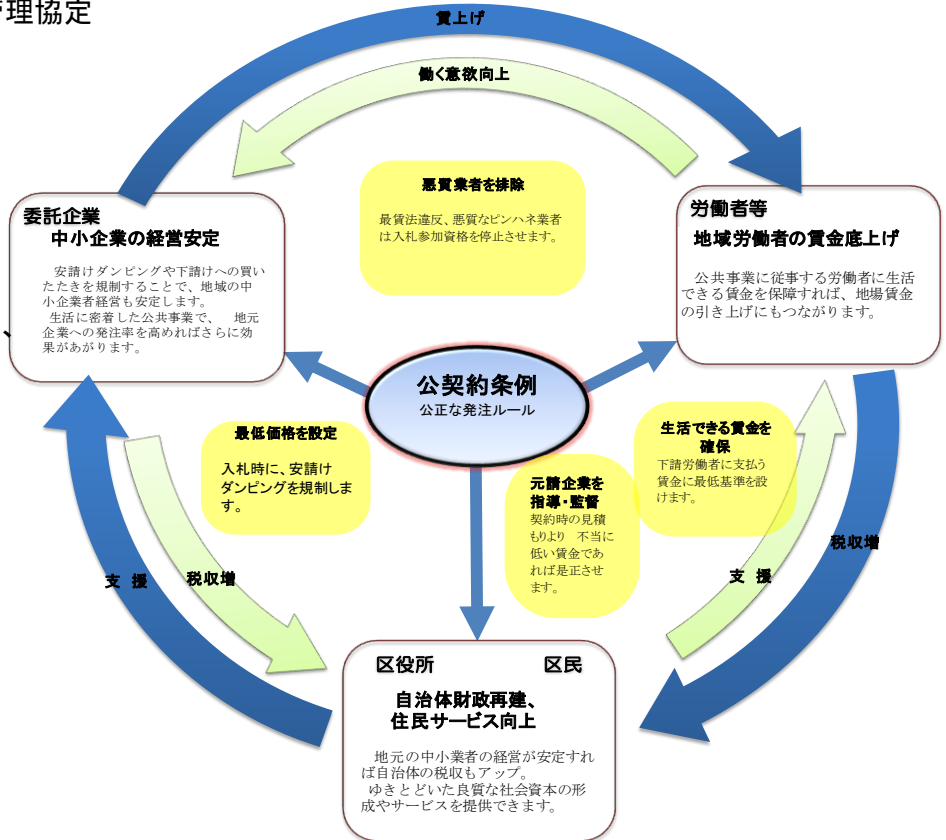 管理協定
賃上げ
働く意欲向上
悪質業者を排除
最賃法違反、悪質なピンハネ業者
は入札参加資格を停止させます。
委託企業
中小企業の経営安定
安請けダンピングや下請けへの買い
たたきを規制することで、地域の中
小企業者経営も安定します。
生活に密着した公共事業で、 地元
企業への発注率を高めればさらに効
果があがります。
、
労働者等
地域労働者の賃金底上げ
公共事業に従事する労働者に生活
できる賃金を保障すれば、地場賃金
の引き上げにもつながります。
公契約条例
公正な発注ルール
最低価格を設定
入札時に、安請け
ダンピングを規制しま
す。
生活できる賃金を
確保
下請労働者に支払う
賃金に最低基準を設
けます。
元請企業を
指導・監督
契約時の見積
もりより 不当に
低い賃金であ
れば是正させ
ます。
支 援
税収増
支 援
税収増
区役所 区民
自治体財政再建、
住民サービス向上
地元の中小業者の経営が安定すれ
ば自治体の税収もアップ。
ゆきとどいた良質な社会資本の形
成やサービスを提供できます。